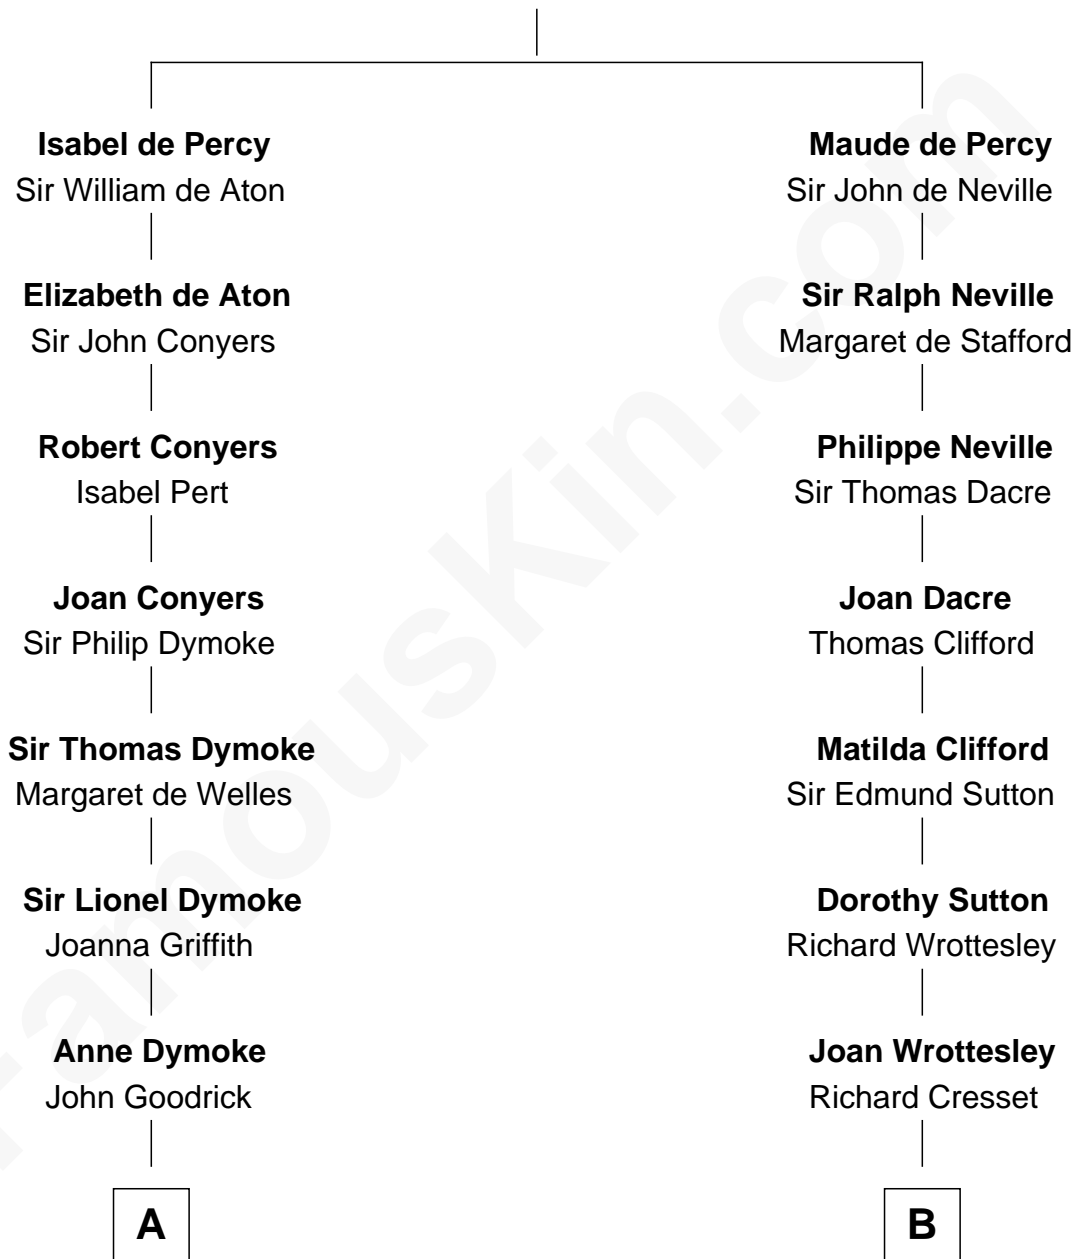 Isabel de Percy
Sir William de Aton
Elizabeth de Aton
Sir John Conyers
Robert Conyers
Isabel Pert
Joan Conyers
Sir Philip Dymoke
Sir Thomas Dymoke
Margaret de Welles
Sir Lionel Dymoke
Joanna Griffith
Anne Dymoke
John Goodrick
A
Maude de Percy
Sir John de Neville
Sir Ralph Neville
Margaret de Stafford
Philippe Neville
Sir Thomas Dacre
Joan Dacre
Thomas Clifford
Matilda Clifford
Sir Edmund Sutton
Dorothy Sutton
Richard Wrottesley
Joan Wrottesley
Richard Cresset
B
FamousKin.com